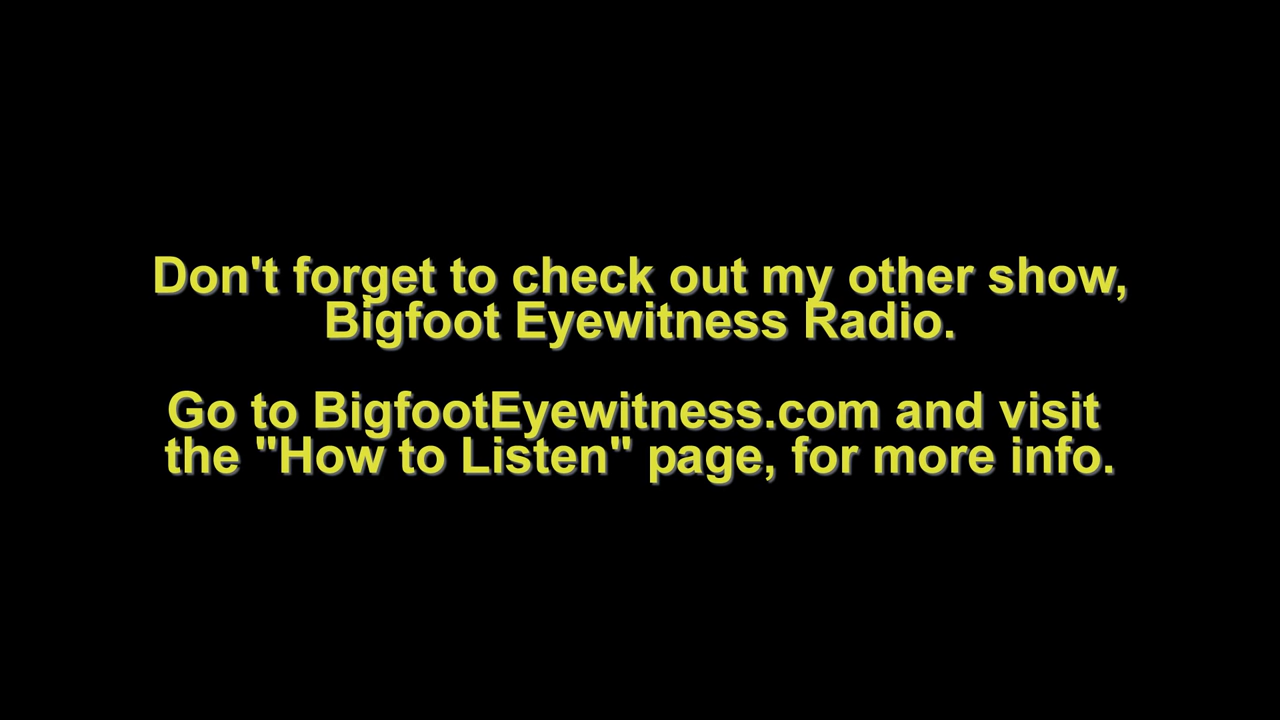 Don't forget to check out my other show,
Bigfoot Eyewitness Radio.
Go to BigfootEyewitness.com and visit
the "How to Listen" page, for more info.